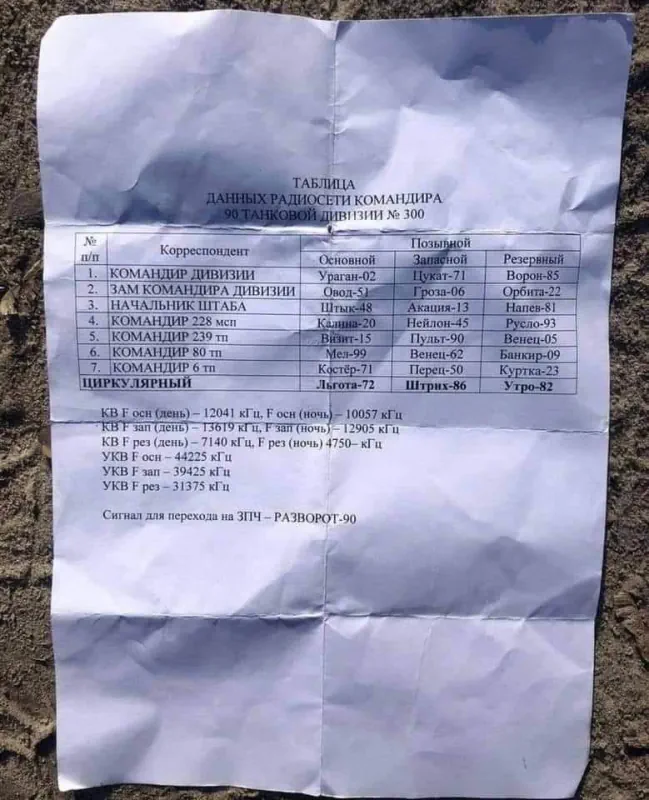 ТАБЛИЦА
ДАННЫХ РАДИОСЕТИ КОМАНДИРА
90 ТАНКОВОЙ ДИВИЗИИ № 300
№ п/п Корреспондент Позывной
Основной Запасной Резервный
1. КОМАНДИР ДИВИЗИИ Ураган-02 Цукат-71 Ворон-85
2. ЗАМ КОМАНДИРА ДИВИЗИИ Овод-51 Гроза-06 Орбита-22
3. НАЧАЛЬНИК ШТАБА Штык-48 Акация-13 Напев-81
4. КОМАНДИР 228 мсп Калина-20 Нейлон-45 Русло-93
5. КОМАНДИР 239 тп Визит-15 Пульт-90 Венец-05
6. КОМАНДИР 80 тп Мел-99 Венец-62 Банкир-09
7. КОМАНДИР 6 тп Костёр-71 Перец-50 Куртка-23
ЦИРКУЛЯРНЫЙ Льгота-72 Штрих-86 Утро-82
КВ F осн (день) – 12041 кГц, F осн (ночь) – 10057 кГц
КВ F зап (день) – 13619 кГц, F зап (ночь) – 12905 кГц
КВ F рез (день) – 7140 кГц, F рез (ночь) 4750– кГц
УКВ F осн – 44225 кГц
УКВ F зап – 39425 кГц
УКВ F рез – 31375 кГц
Сигнал для перехода на ЗПЧ – РАЗВОРОТ-90